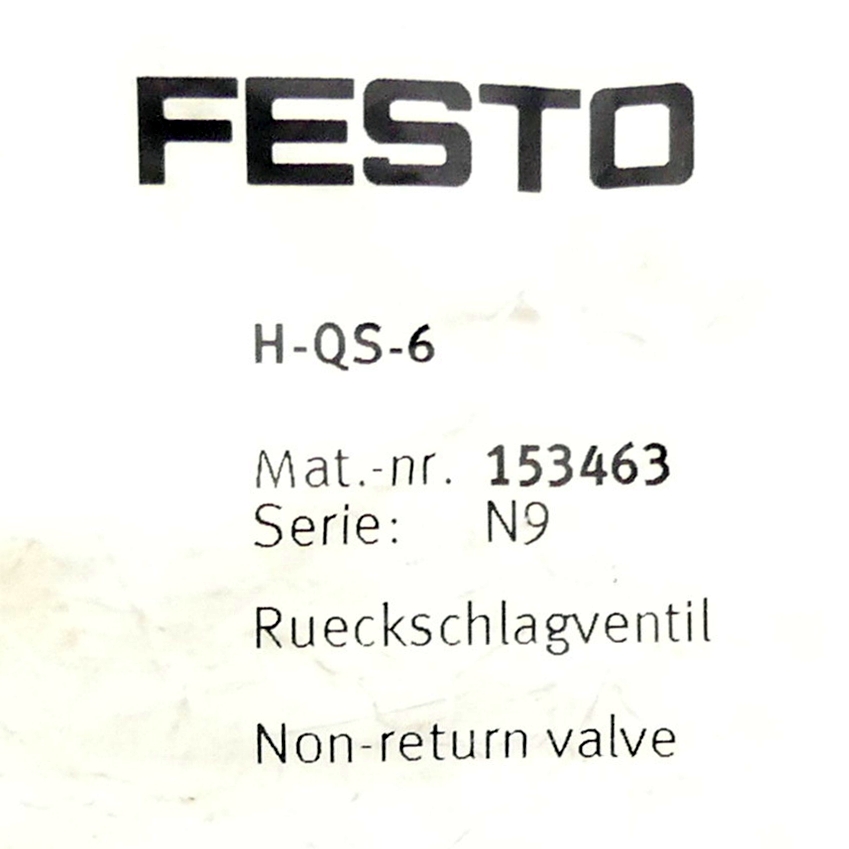 FESTO
H-QS-6
Mat.-nr. 153463
Serie: N9
Rueckschlagventil
Non-return valve